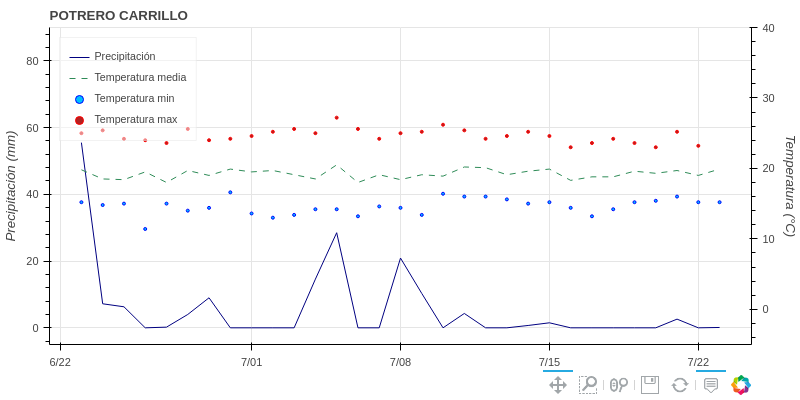 POTRERO CARRILLO
Precipitación
Temperatura media
Temperatura min
Temperatura max
Precipitación (mm)
80
60
40
20
0
Temperatura (°C)
40
30
20
10
0
6/22 7/01 7/08 7/15 7/22